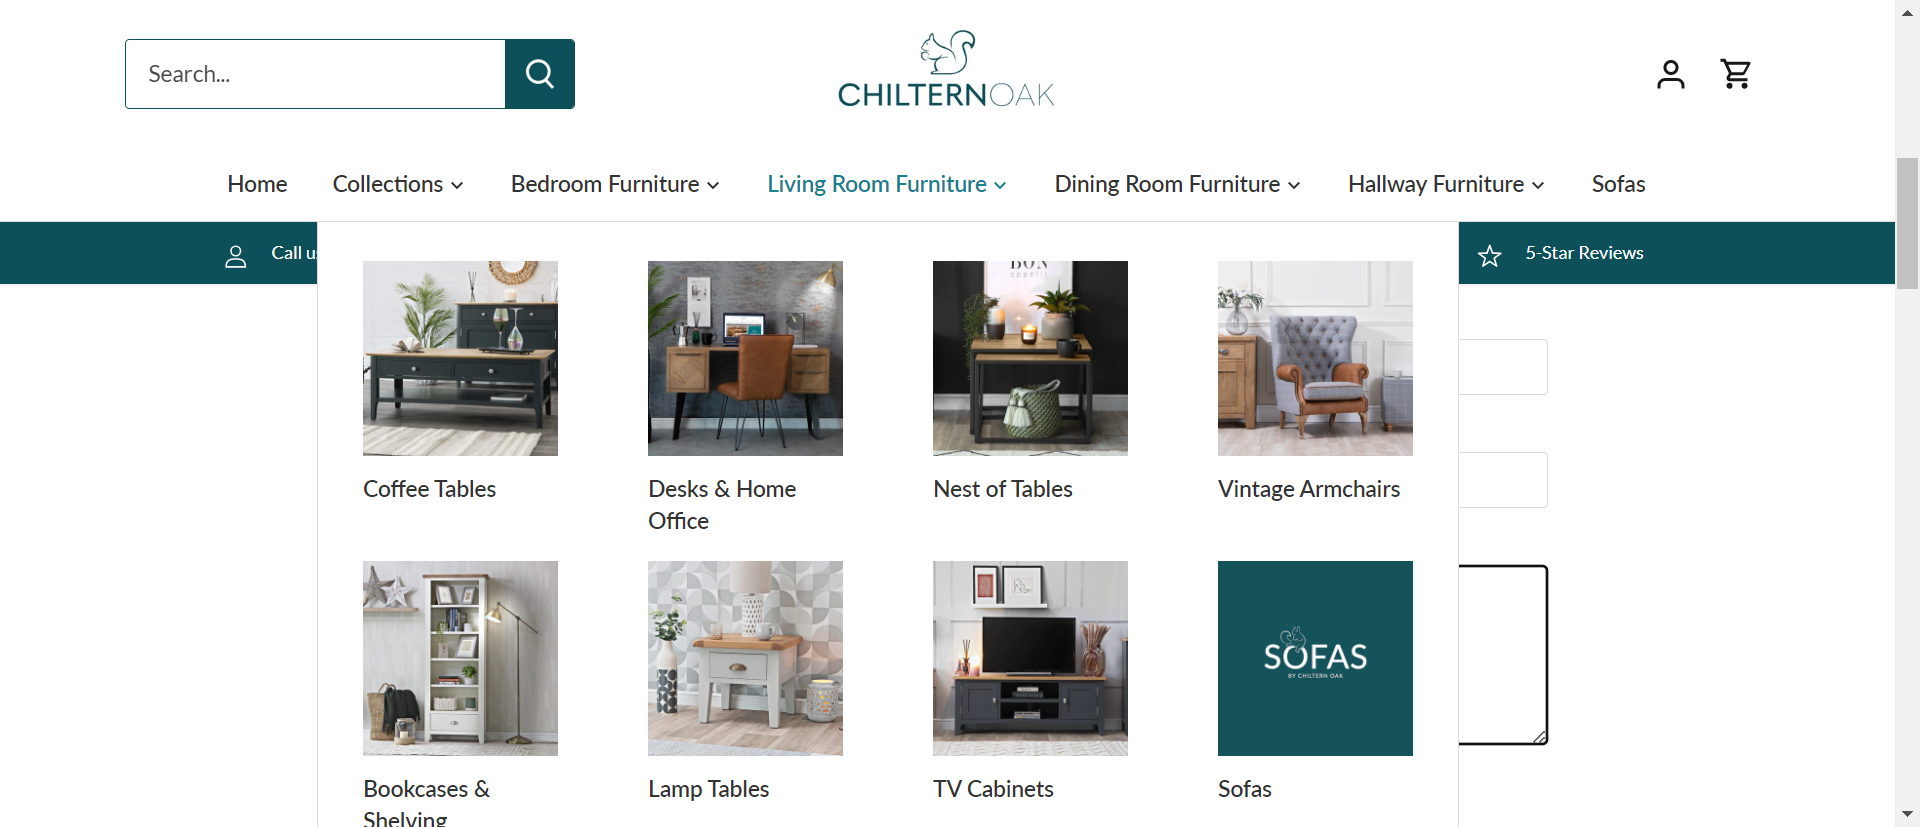 Search...
CHILTERNOAK
Home
Collections
Bedroom Furniture
Living Room Furniture
Dining Room Furniture
Hallway Furniture
Sofas
Call
5-Star Reviews
BON
appetit
Coffee Tables
Desks & Home
Office
Nest of Tables
Vintage Armchairs
SOFAS
BY CHILTERN OAK
Bookcases &
Shelving
Lamp Tables
TV Cabinets
Sofas